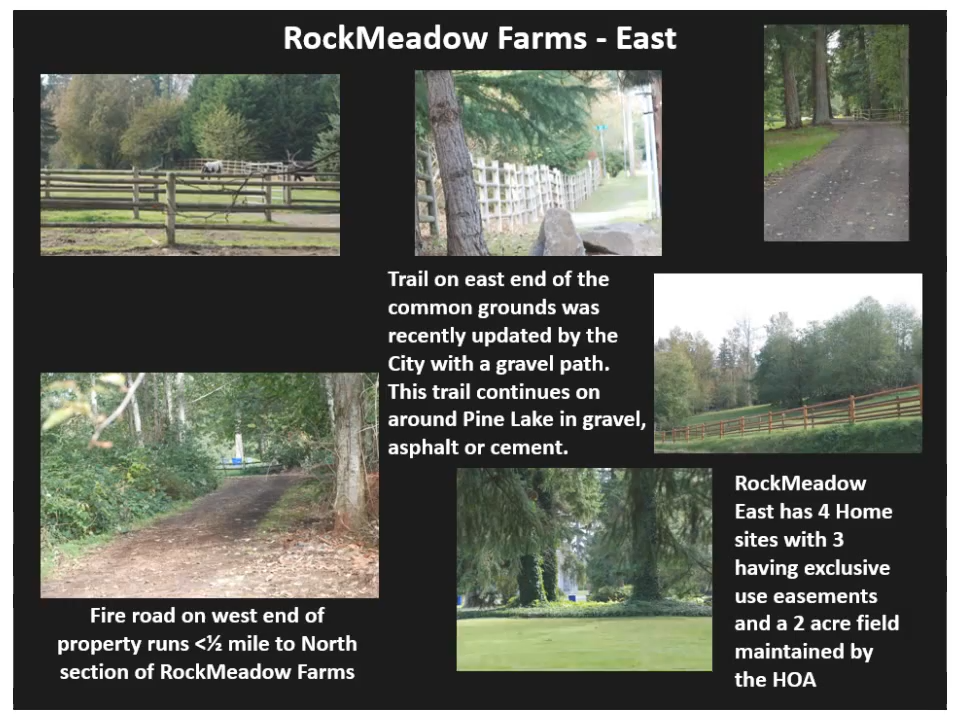 RockMeadow Farms - East
Trail on east end of the
common grounds was
recently updated by the
City with a gravel path.
This trail continues on
around Pine Lake in gravel,
asphalt or cement.
RockMeadow
East has 4 Home
sites with 3
having exclusive
use easements
and a 2 acre field
maintained by
the HOA
Fire road on west end of
property runs <½ mile to North
section of RockMeadow Farms